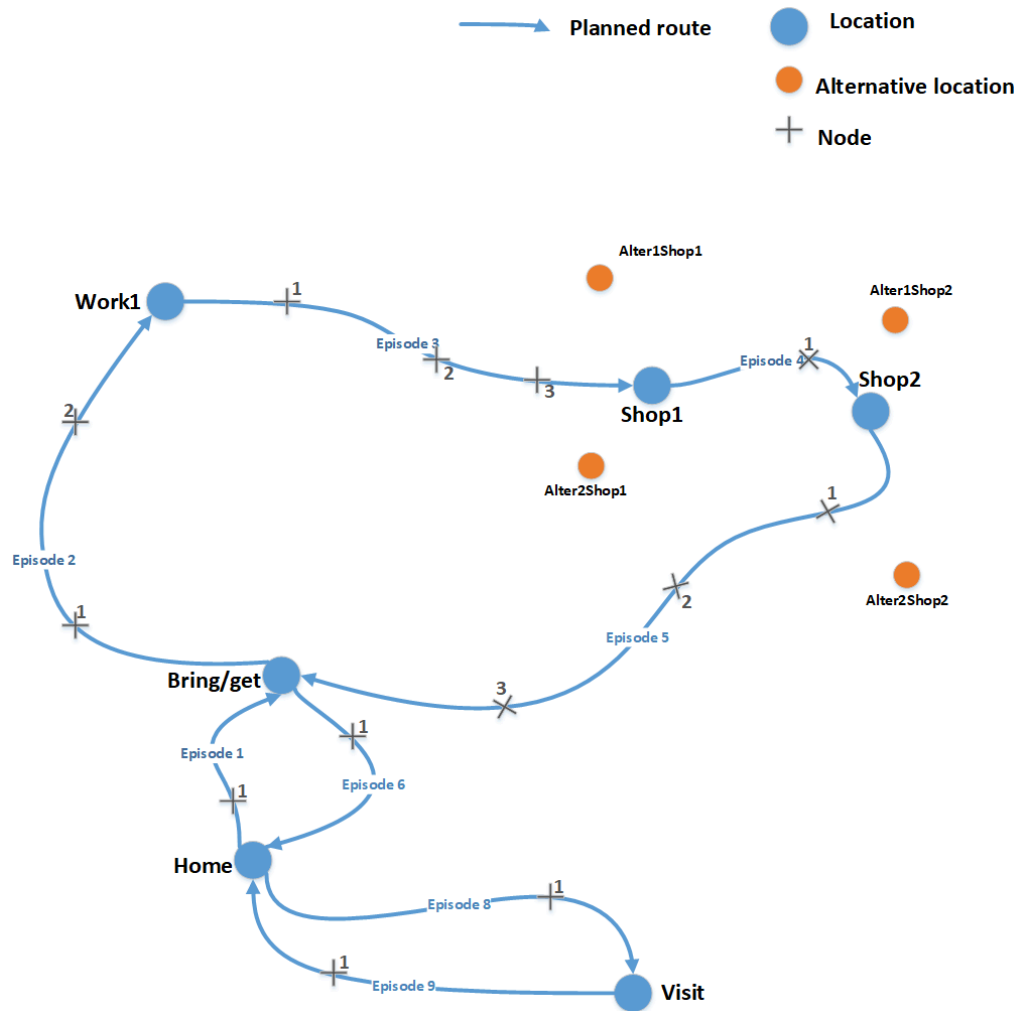 Planned route
Location
Alternative location
Node
Alter1Shop1
Alter1Shop2
Work1
1
Episode 3
2
3
Shop1
Episode 4
1
Shop2
2
Alter2Shop1
1
Episode 2
2
Alter2Shop2
1
Episode 5
Bring/get
3
1
Episode 1
Episode 6
1
Home
Episode 8
1
1
Episode 9
Visit